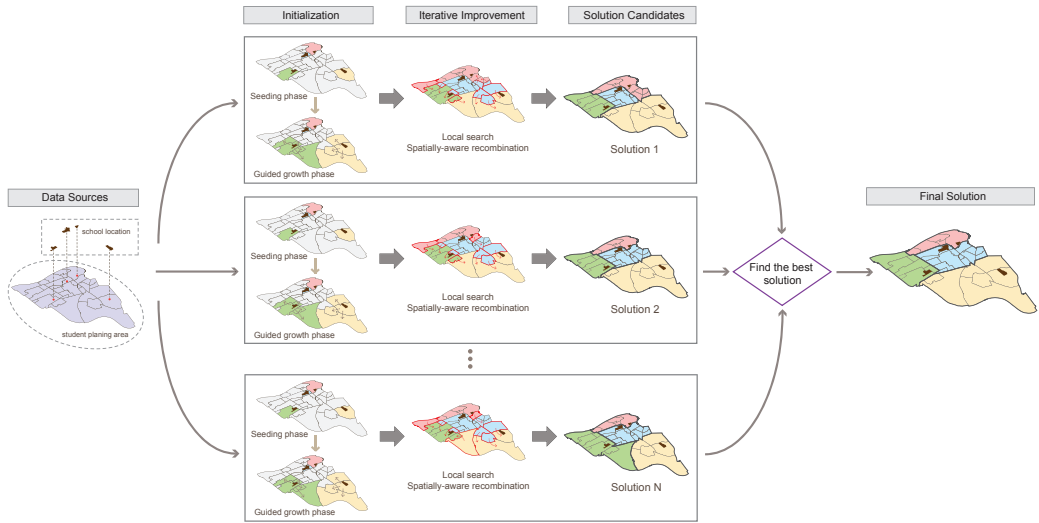 Initialization
Iterative Improvement
Solution Candidates
Seeding phase
Guided growth phase
Local search
Spatially-aware recombination
Solution 1
Data Sources
school location
student planing area
Seeding phase
Guided growth phase
Local search
Spatially-aware recombination
Solution 2
Find the best
solution
Final Solution
Seeding phase
Guided growth phase
Local search
Spatially-aware recombination
Solution N